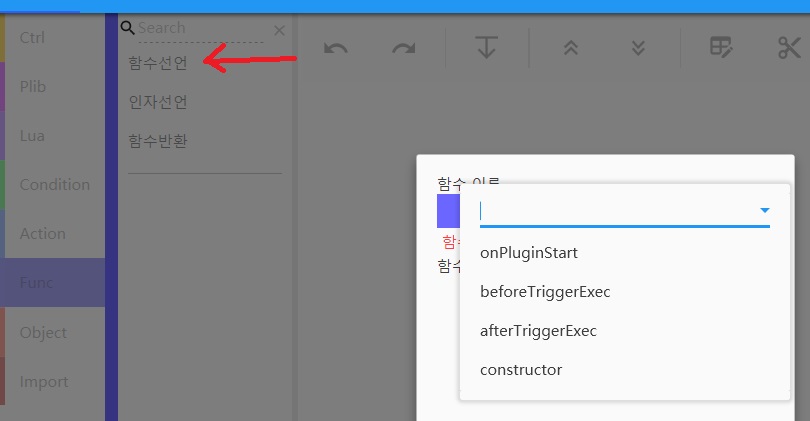 Search
Ctrl
함수선언
Plib
인자선언
Lua
함수반환
Condition
Action
Func
Object
Import
함수 이름
함수
함수
onPluginStart
beforeTriggerExec
afterTriggerExec
constructor